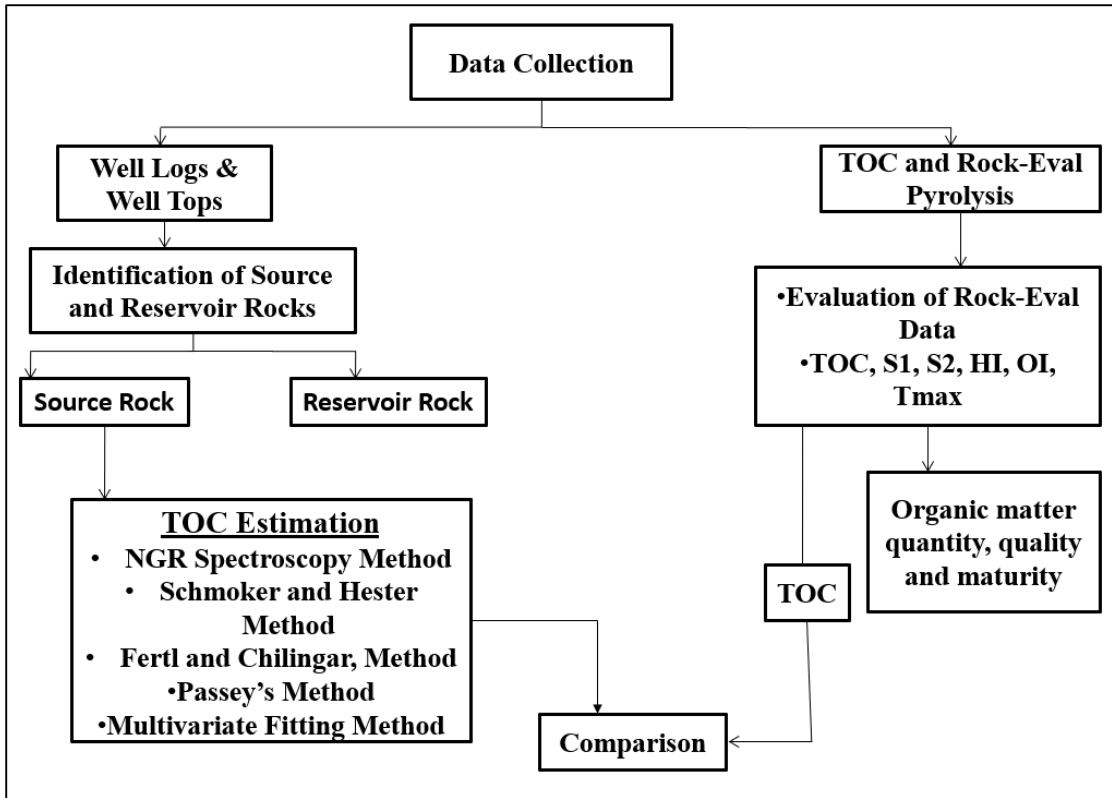 Data Collection
Well Logs &
Well Tops
TOC and Rock-Eval
Pyrolysis
Identification of Source
and Reservoir Rocks
•Evaluation of Rock-Eval
Data
•TOC, S1, S2, HI, OI,
Tmax
Source Rock
Reservoir Rock
TOC Estimation
• NGR Spectroscopy Method
• Schmoker and Hester
Method
• Fertl and Chilingar, Method
•Passey’s Method
•Multivariate Fitting Method
Organic matter
quantity, quality
and maturity
TOC
Comparison